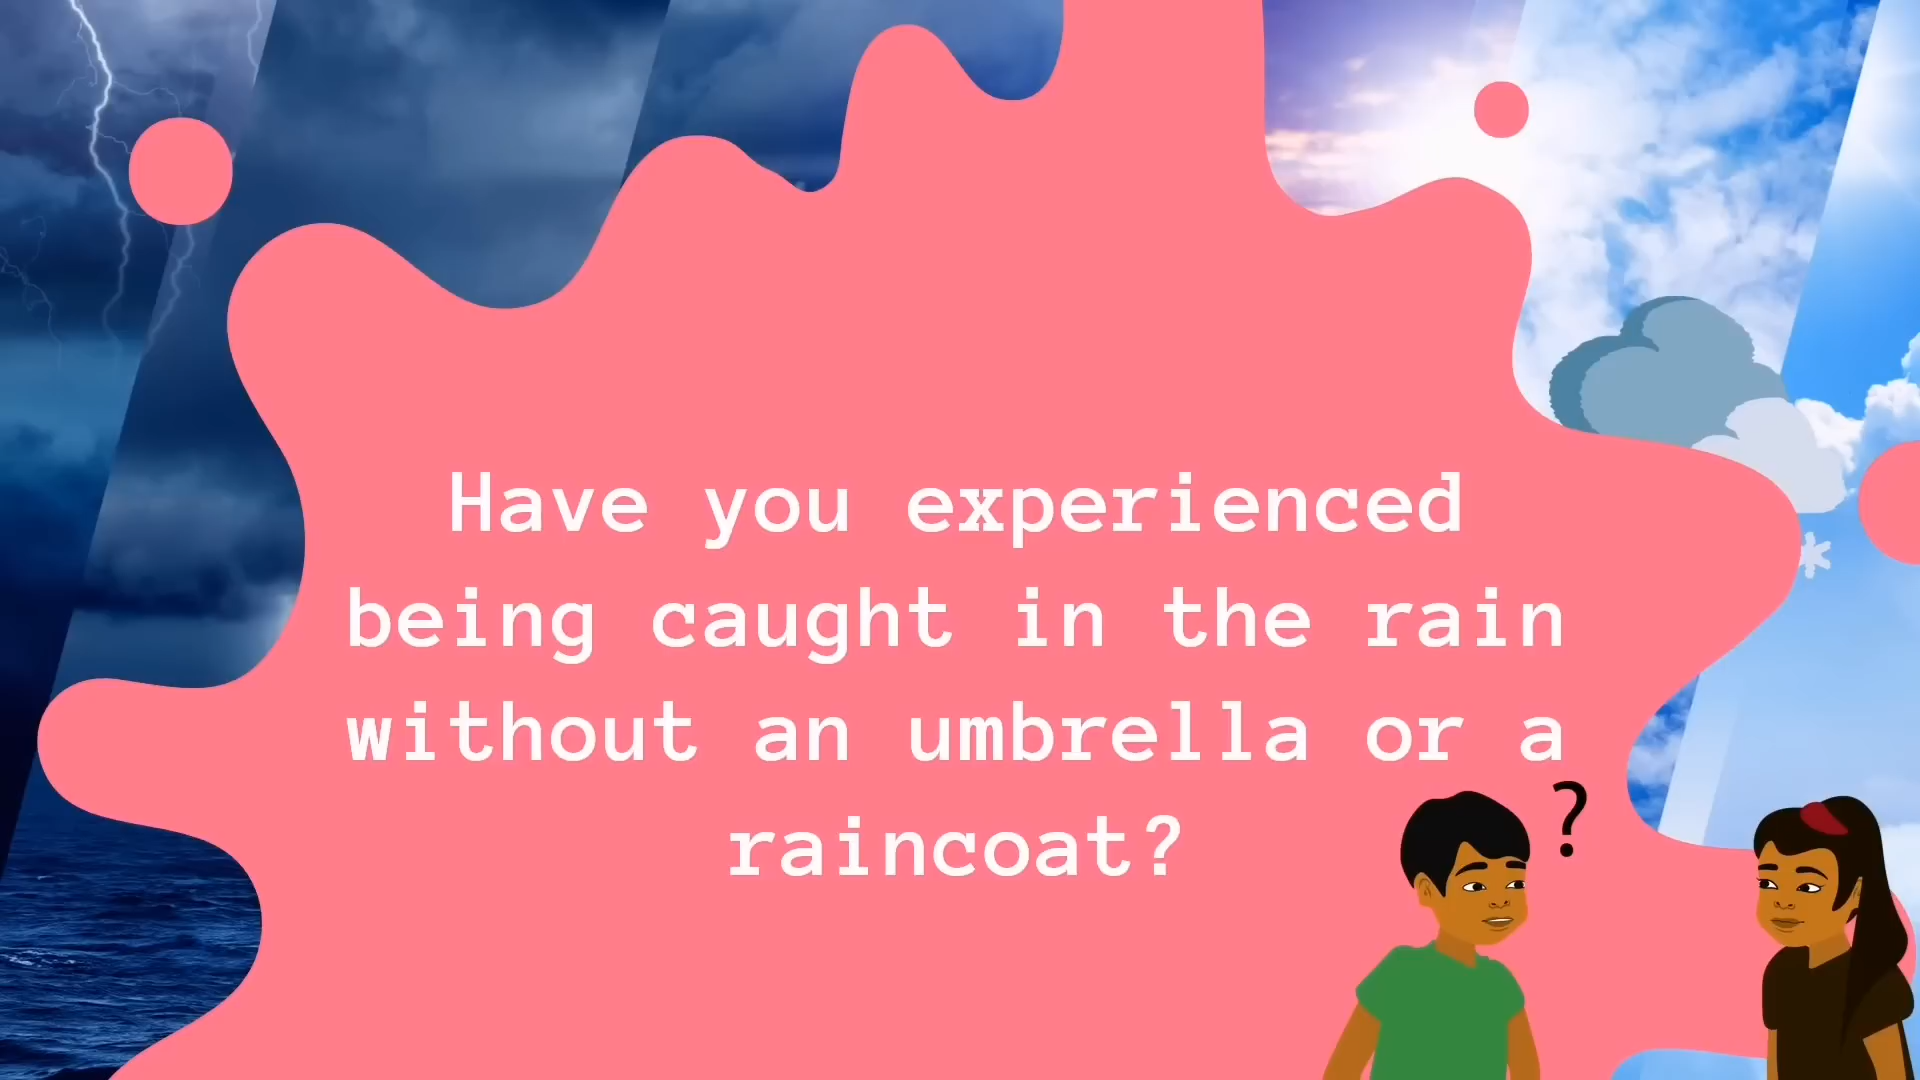 Have you experienced
being caught in the rain
without an umbrella or a
raincoat?
?